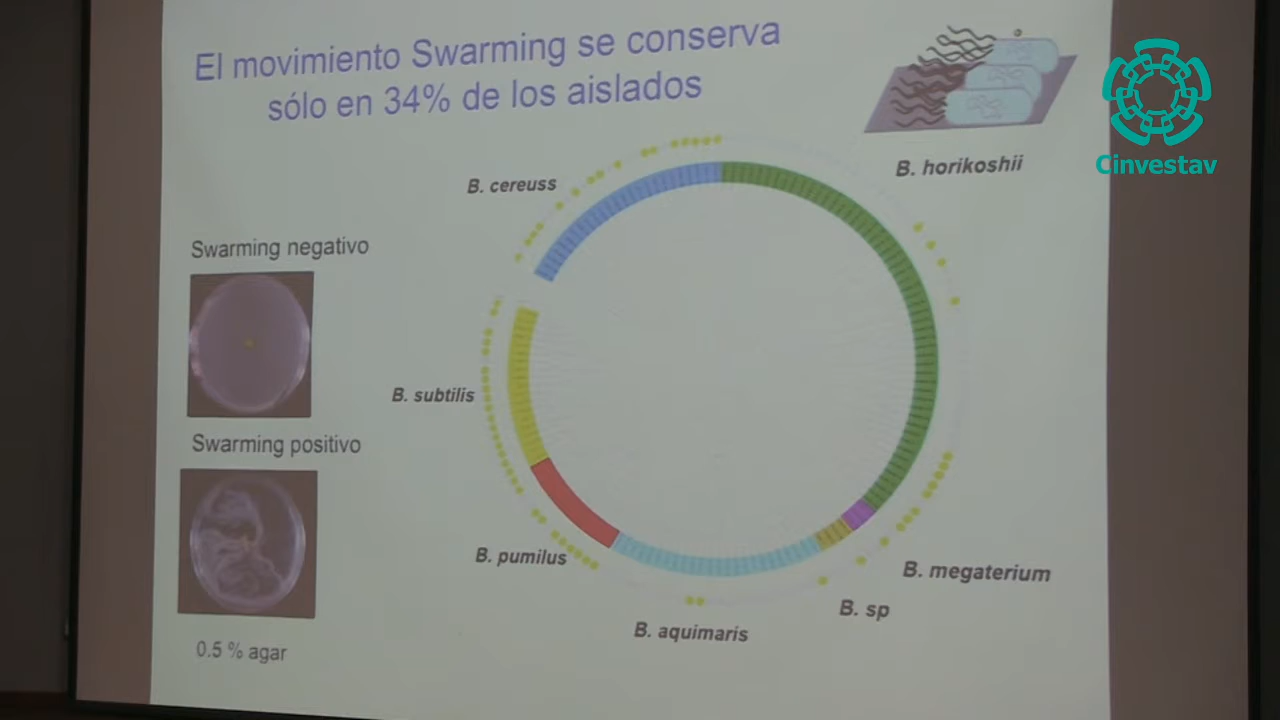 El movimiento Swarming se conserva
sólo en 34% de los aislados
Cinvestav
B. horikoshii
B. cereuss
Swarming negativo
B. subtilis
Swarming positivo
B. pumilus
B. megaterium
B. sp
B. aquimaris
0.5 % agar